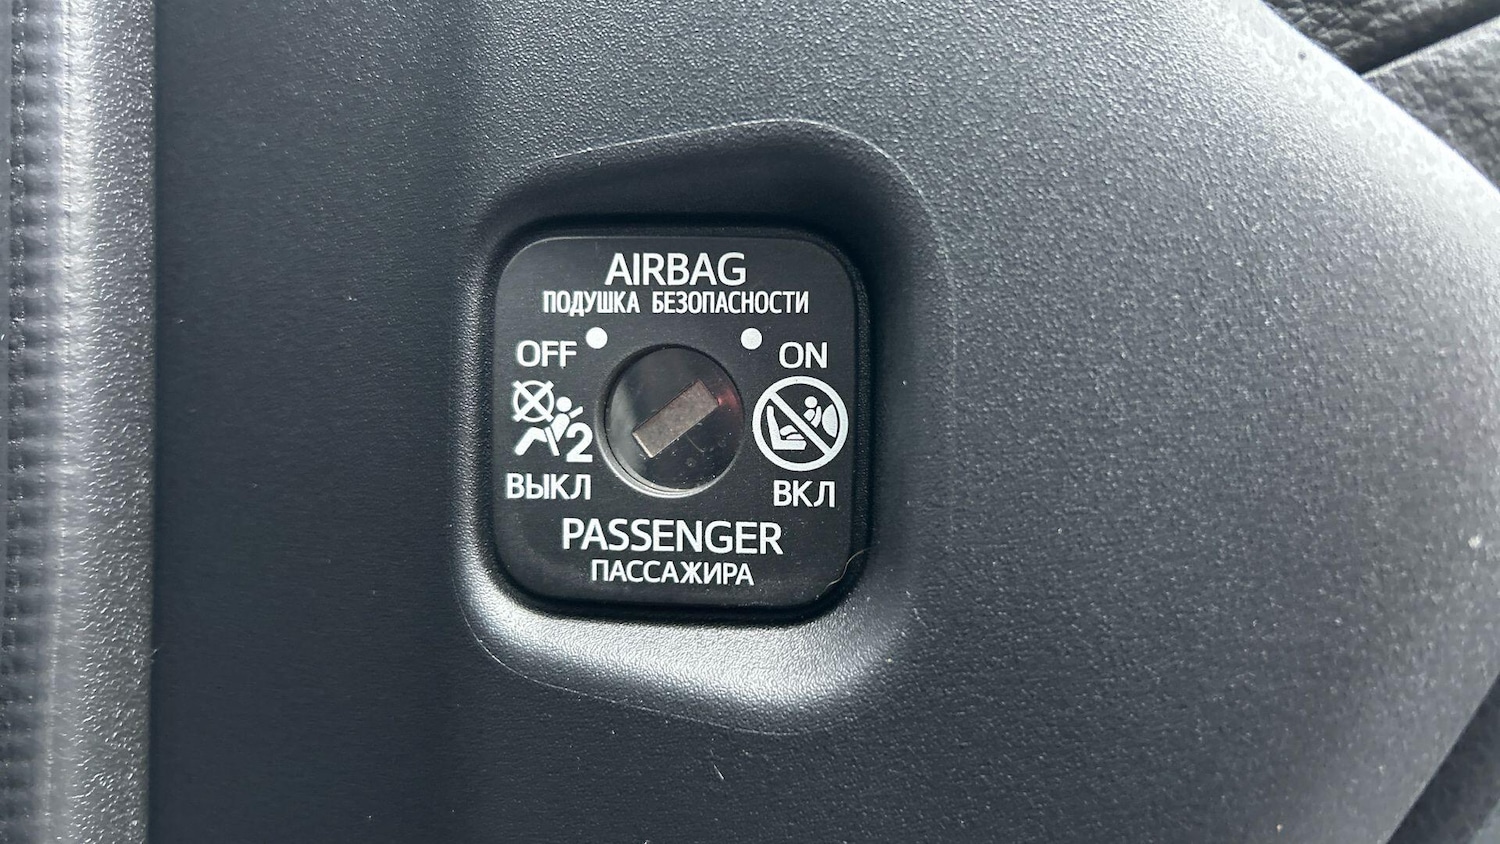 AIRBAG
ПОДУШКА БЕЗОПАСНОСТИ
OFF ON
2
ВЫКЛ ВКЛ
PASSENGER
ПАССАЖИРА